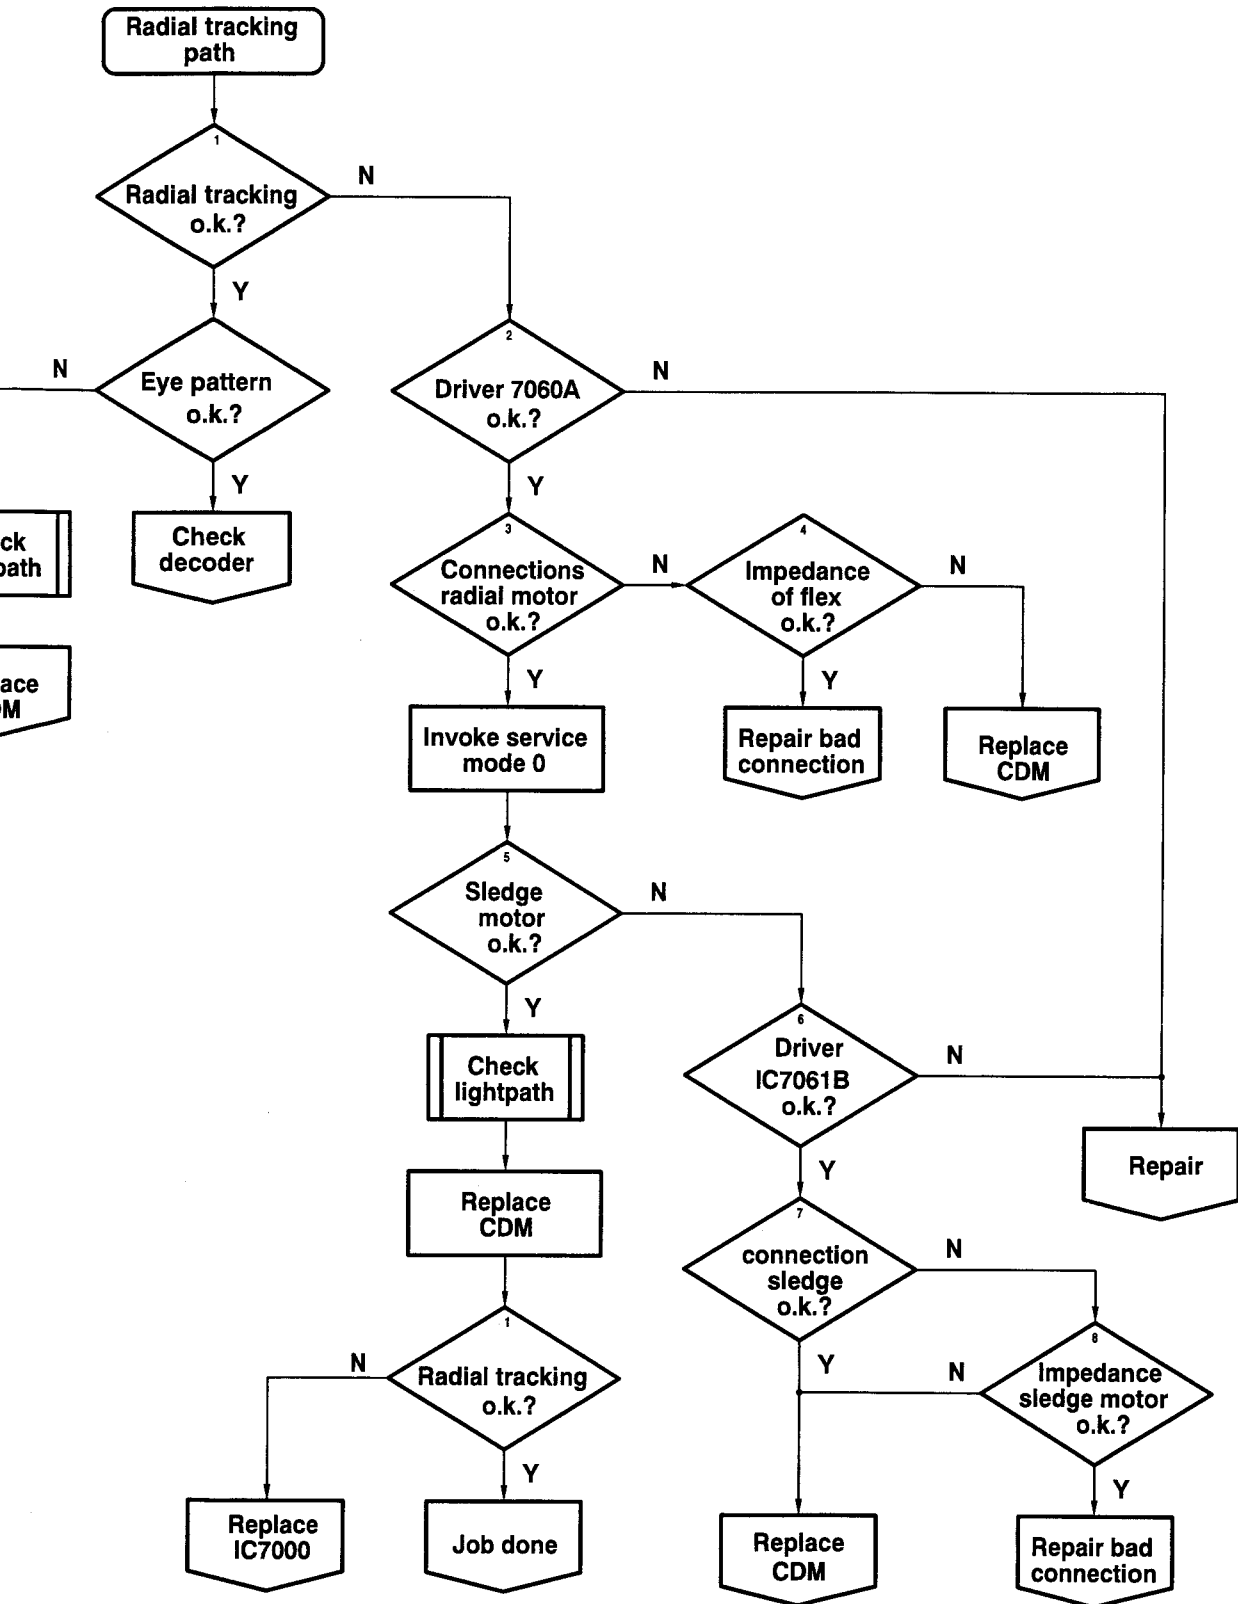 Radial tracking
path
1
Radial tracking
o.k.?
N
Y
Eye pattern
o.k.?
N
Y
Check
decoder
ck
path
ace
M
2
Driver 7060A
o.k.?
N
Y
3
Connections
radial motor
o.k.?
N
Y
4
Impedance
of flex
o.k.?
N
Y
Repair bad
connection
Replace
CDM
Invoke service
mode 0
5
Sledge
motor
o.k.?
N
Y
Check
lightpath
Replace
CDM
1
Radial tracking
o.k.?
N
Y
Replace
IC7000
Job done
6
Driver
IC7061B
o.k.?
N
Y
Repair
7
connection
sledge
o.k.?
N
Y
8
Impedance
sledge motor
o.k.?
N
Y
Replace
CDM
Repair bad
connection